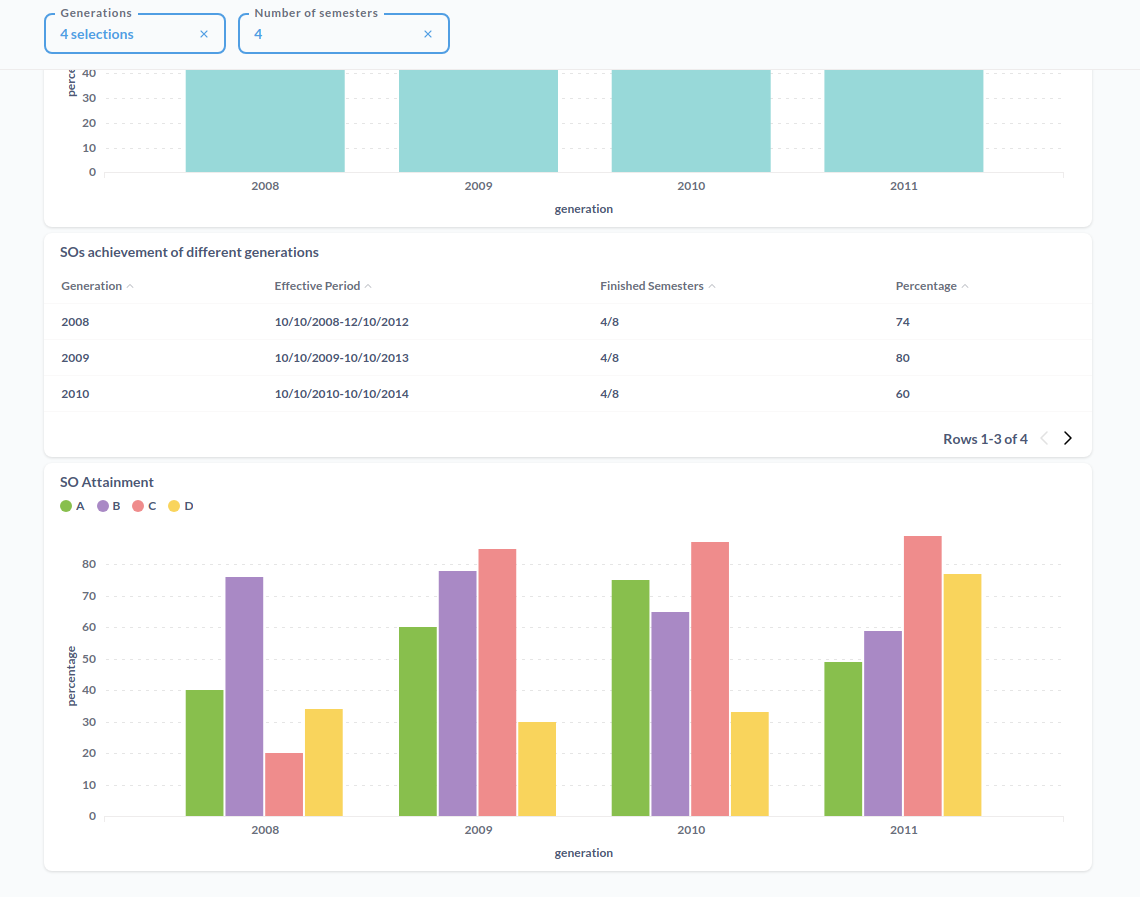 Generations Number of semesters
4 selections × 4 ×
40
30
20
10
0
2008 2009 2010 2011
generation
SOs achievement of different generations
Generation Effective Period Finished Semesters Percentage
2008 10/10/2008-12/10/2012 4/8 74
2009 10/10/2009-10/10/2013 4/8 80
2010 10/10/2010-10/10/2014 4/8 60
Rows 1-3 of 4
SO Attainment
A B C D
percentage
80
70
60
50
40
30
20
10
0
2008 2009 2010 2011
generation